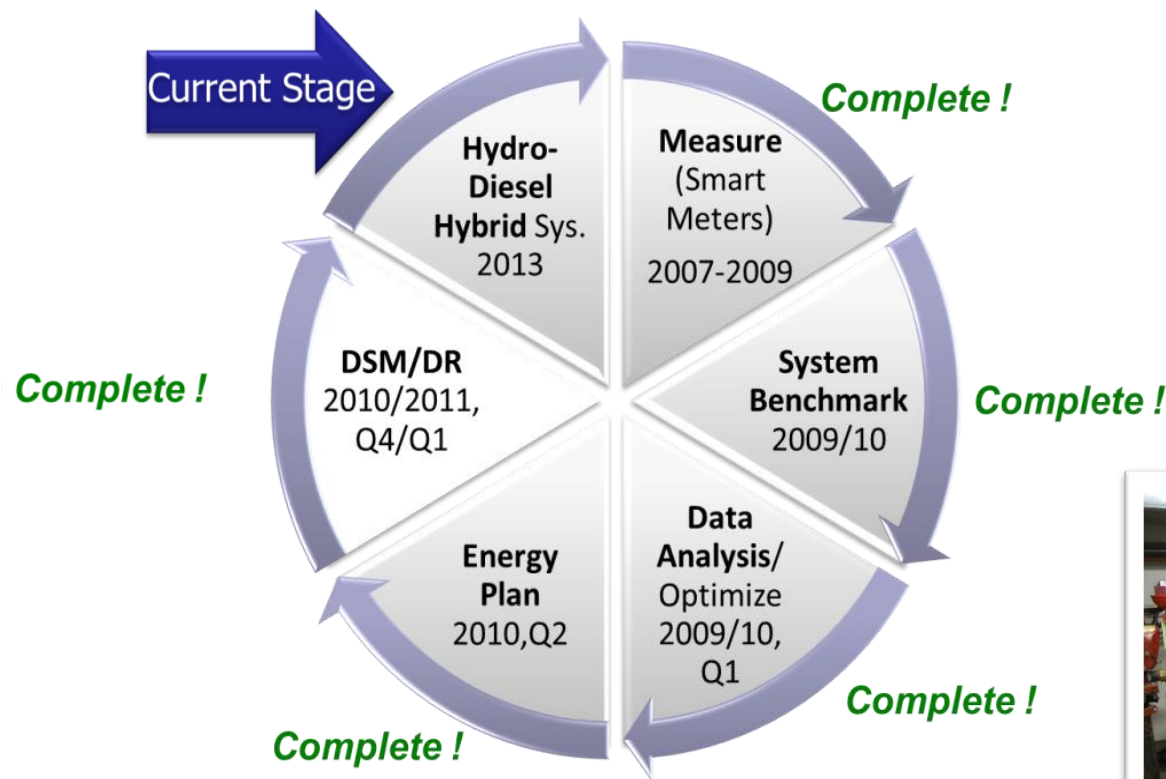 Current Stage
Hydro-
Diesel
Hybrid Sys.
2013
Complete !
Measure
(Smart
Meters)
2007-2009
System
Benchmark
2009/10
Complete !
Data
Analysis/
Optimize
2009/10,
Q1
Complete !
Energy
Plan
2010,Q2
Complete !
DSM/DR
2010/2011,
Q4/Q1
Complete !